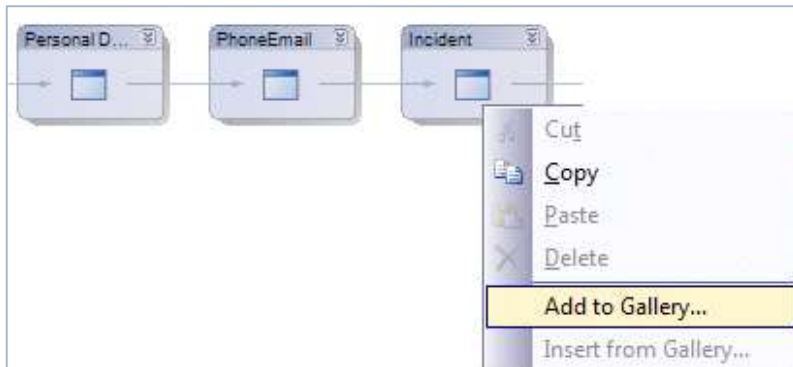 Personal D...
PhoneEmail
Incident
Cut
Copy
Paste
Delete
Add to Gallery...
Insert from Gallery...